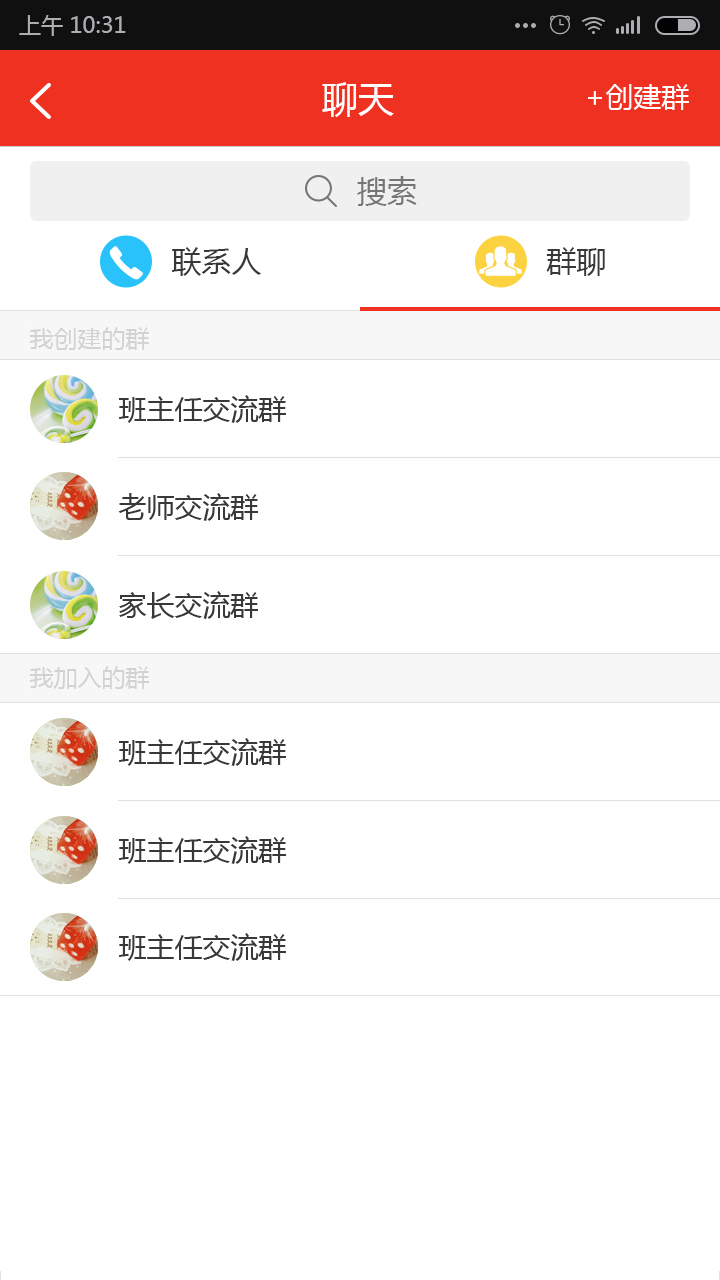 上午 10:31
聊天
+创建群
搜索
联系人
群聊
我创建的群
班主任交流群
老师交流群
家长交流群
我加入的群
班主任交流群
班主任交流群
班主任交流群